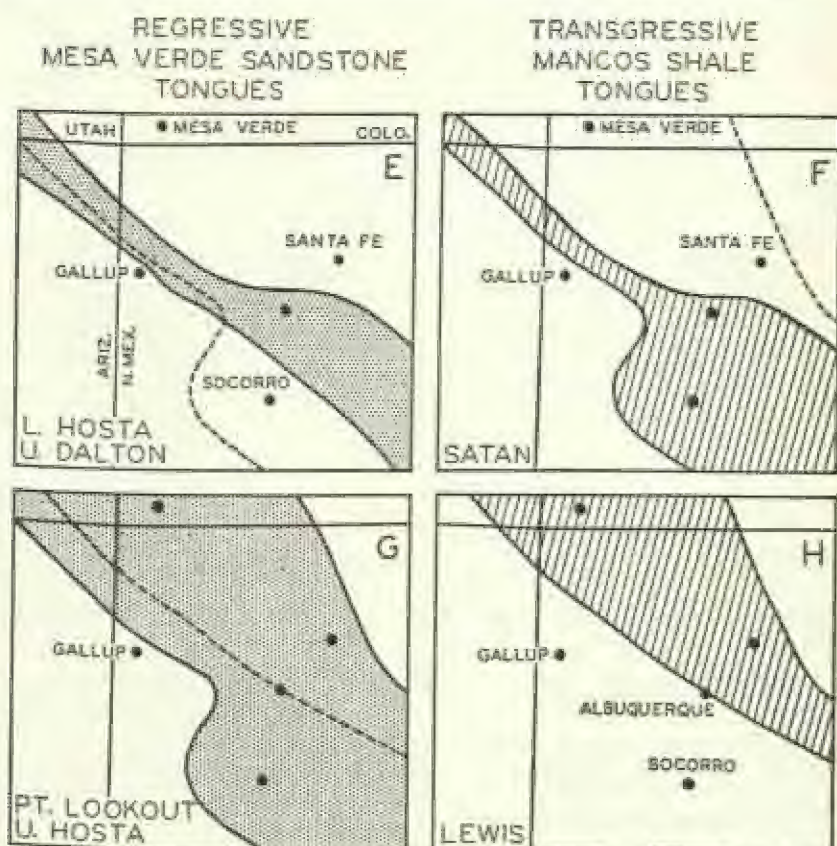 REGRESSIVE
MESA VERDE SANDSTONE
TONGUES
TRANSGRESSIVE
MANCOS SHALE
TONGUES
UTAH
MESA VERDE
COLO.
E
SANTA FE
GALLUP
ARIZ.
N. MEX.
SOCORRO
L. HOSTA
U. DALTON
MESA VERDE
F
SANTA FE
GALLUP
SATAN
G
GALLUP
PT. LOOKOUT
U. HOSTA
H
GALLUP
ALBUQUERQUE
SOCORRO
LEWIS